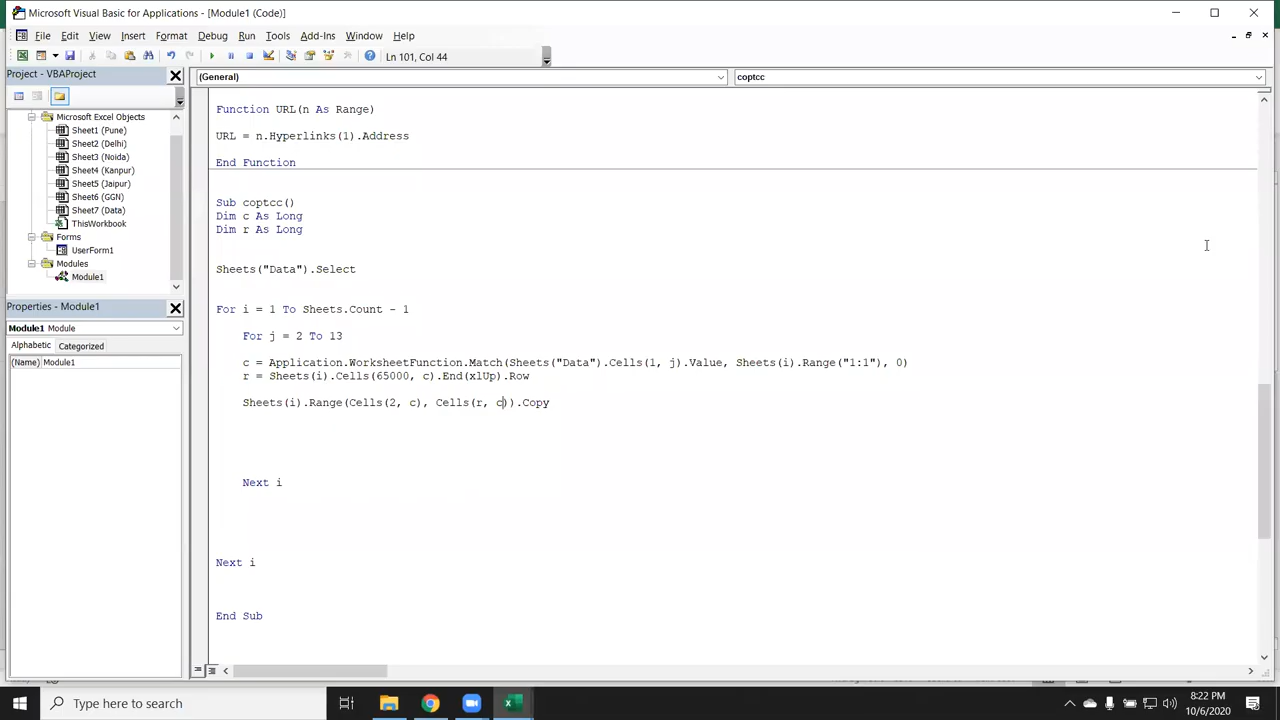 Microsoft Visual Basic for Applications - [Module1 (Code)]
File Edit View Insert Format Debug Run Tools Add-Ins Window Help
Ln 101, Col 44
Project - VBAProject
(General)
coptcc
Microsoft Excel Objects
Sheet1 (Pune)
Sheet2 (Delhi)
Sheet3 (Noida)
Sheet4 (Kanpur)
Sheet5 (Jaipur)
Sheet6 (GGN)
Sheet7 (Data)
ThisWorkbook
Forms
UserForm1
Modules
Module1
Properties - Module1
Module1 Module
Alphabetic Categorized
(Name) Module1
Function URL(n As Range)
URL = n.Hyperlinks(1).Address
End Function
Sub coptcc()
Dim c As Long
Dim r As Long
Sheets("Data").Select
For i = 1 To Sheets.Count - 1
For j = 2 To 13
c = Application.WorksheetFunction.Match(Sheets("Data").Cells(1, j).Value, Sheets(i).Range("1:1"), 0)
r = Sheets(i).Cells(65000, c).End(xlUp).Row
Sheets(i).Range(Cells(2, c), Cells(r, c)).Copy
Next i
Next i
End Sub
Type here to search
8:22 PM
10/6/2020